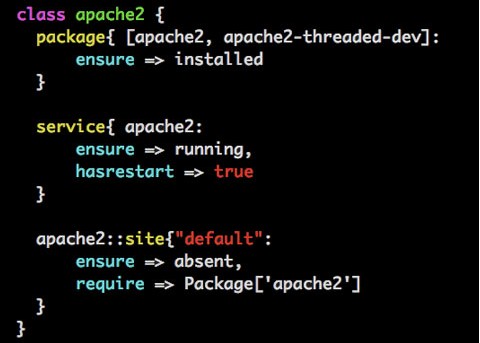 class apache2 {
  package{ [apache2, apache2-threaded-dev]:
      ensure => installed
  }

  service{ apache2:
      ensure => running,
      hasrestart => true
  }

  apache2::site{"default":
      ensure => absent,
      require => Package['apache2']
  }
}